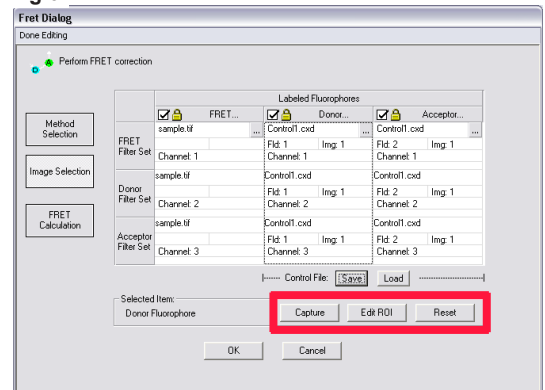 Fret Dialog
Done Editing
A Perform FRET correction
D
Labeled Fluorophores
FRET... Donor... Acceptor...
Method Selection
Image Selection
FRET Calculation
FRET Filter Set
sample.tif ... Control1.cxd ... Control1.cxd ...
Fld: 1 Img: 1 Fld: 2 Img: 1
Channel: 1 Channel: 1 Channel: 1
Donor Filter Set
sample.tif Control1.cxd Control1.cxd
Fld: 1 Img: 1 Fld: 2 Img: 1
Channel: 2 Channel: 2 Channel: 2
Acceptor Filter Set
sample.tif Control1.cxd Control1.cxd
Fld: 1 Img: 1 Fld: 2 Img: 1
Channel: 3 Channel: 3 Channel: 3
Control File: Save Load
Selected Item:
Donor Fluorophore Capture Edit ROI Reset
OK Cancel